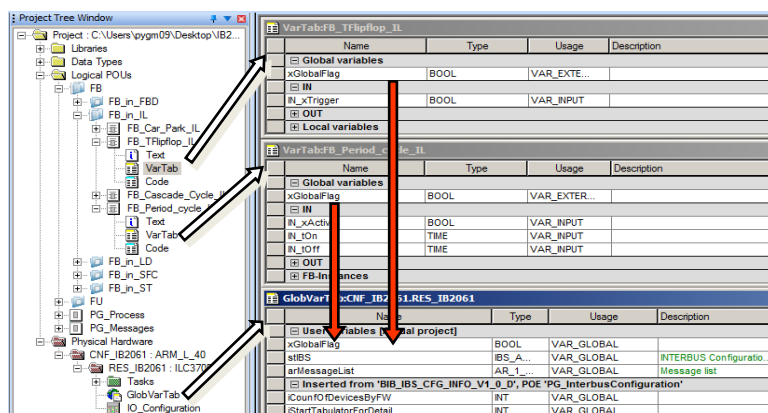 Project Tree Window
Project : C:\Users\pygm09\Desktop\IB2...
Libraries
Data Types
Logical POUs
FB
FB_in_FBD
FB_in_IL
FB_Car_Park_IL
FB_TFlipflop_IL
Text
VarTab
Code
FB_Cascade_Cycle_IL
FB_Period_cycle_
Text
VarTab
Code
FB_in_LD
FB_in_SFC
FB_in_ST
FU
PG_Process
PG_Messages
Physical Hardware
CNF_IB2061 : ARM_L_40
RES_IB2061 : ILC370
Tasks
GlobVarTab
IO_Configuration
VarTab:FB_TFlipflop_IL
Name Type Usage Description
Global variables
xGlobalFlag BOOL VAR_EXTE...
IN
IN_xTrigger BOOL VAR_INPUT
OUT
Local variables
VarTab:FB_Period_cycle_IL
Name Type Usage Description
Global variables
xGlobalFlag BOOL VAR_EXTER...
IN
IN_xActiv BOOL VAR_INPUT
IN_tOn TIME VAR_INPUT
IN_tOff TIME VAR_INPUT
OUT
FB-Instances
CNF_IB2061.RES_IB2061
Name Type Usage Description
xGlobalFlag BOOL VAR_GLOBAL
stIBS IBS_A... VAR_GLOBAL INTERBUS Configuratio...
arMessageList AR_1_... VAR_GLOBAL Message list
Inserted from 'BIB_IBS_CFG_INFO_V1_0_D', POE 'PG_InterbusConfiguration'
iCountOfDevicesByFW INT VAR_GLOBAL
iStartTabulatorForDetail INT VAR_GLOBAL